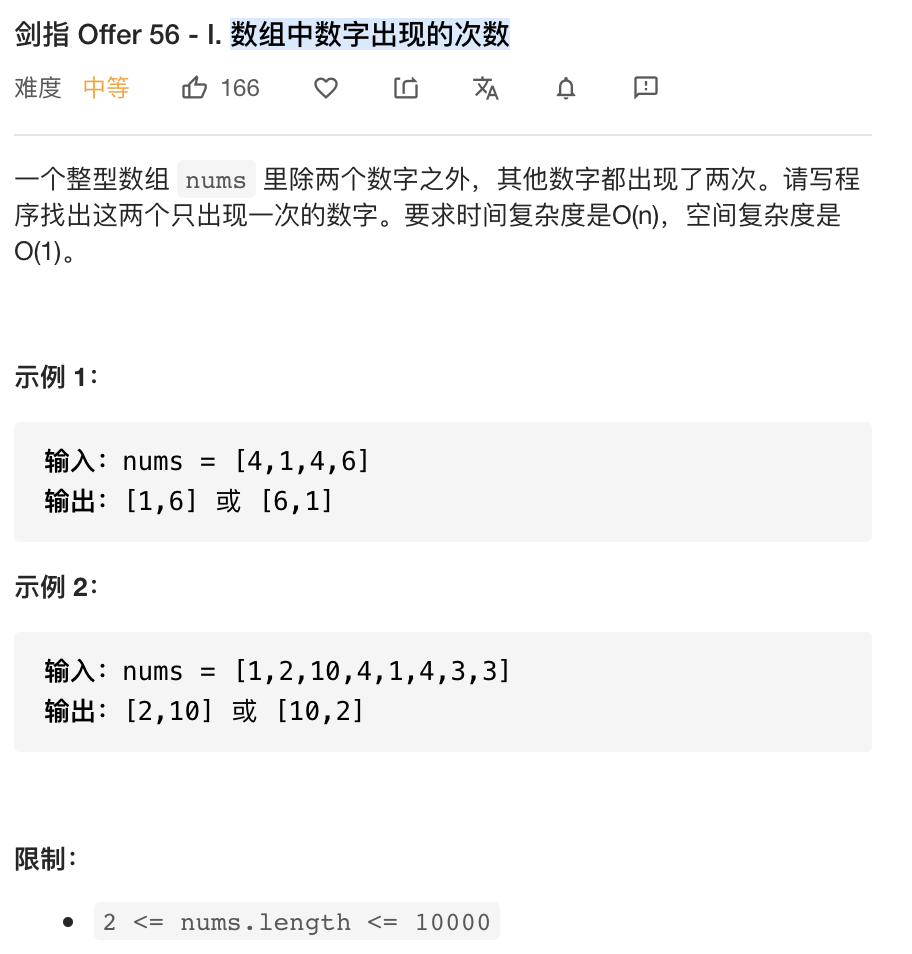 剑指 Offer 56 - I. 数组中数字出现的次数
难度 中等 166
一个整型数组 nums 里除两个数字之外，其他数字都出现了两次。请写程
序找出这两个只出现一次的数字。要求时间复杂度是O(n)，空间复杂度是
O(1)。
示例 1：
输入：nums = [4,1,4,6]
输出：[1,6] 或 [6,1]
示例 2：
输入：nums = [1,2,10,4,1,4,3,3]
输出：[2,10] 或 [10,2]
限制：
• 2 <= nums.length <= 10000